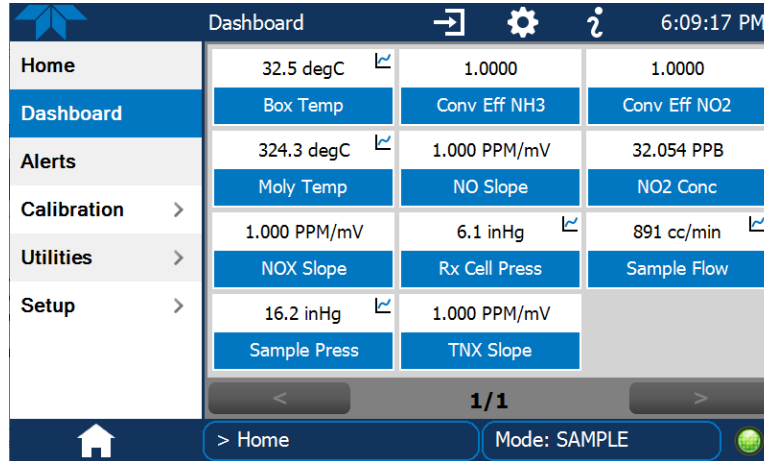 Dashboard 6:09:17 PM
Home
Dashboard
Alerts
Calibration >
Utilities >
Setup >
32.5 degC 1.0000 1.0000
Box Temp Conv Eff NH3 Conv Eff NO2
324.3 degC 1.000 PPM/mV 32.054 PPB
Moly Temp NO Slope NO2 Conc
1.000 PPM/mV 6.1 inHg 891 cc/min
NOX Slope Rx Cell Press Sample Flow
16.2 inHg 1.000 PPM/mV
Sample Press TNX Slope
< 1/1 >
> Home Mode: SAMPLE